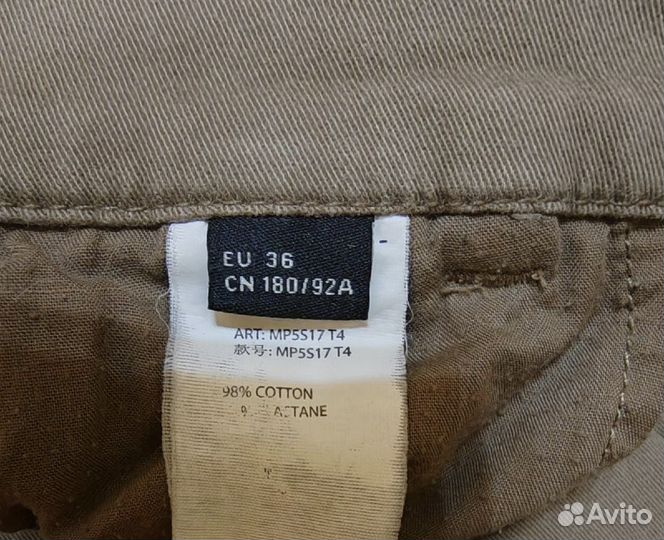 EU 36
CN 180/92A
ART: MP5S17 T4
款号: MP5S17 T4
98% COTTON
Avito